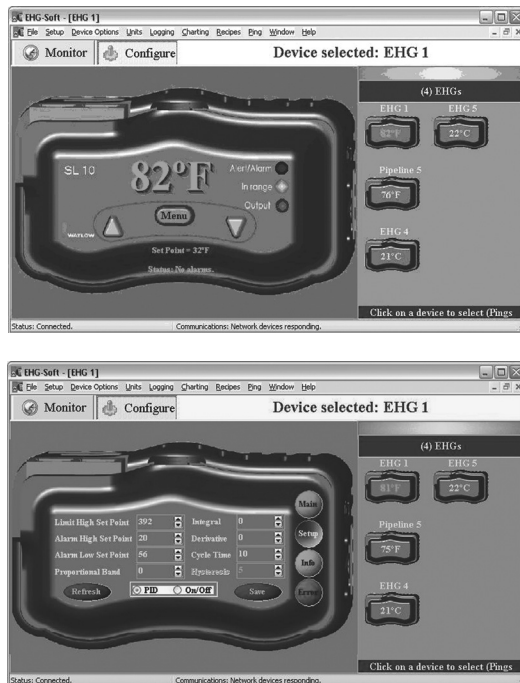 EHG-Soft - [EHG 1]
File Setup Device Options Units Logging Charting Recipes Ping Window Help
Monitor Configure Device selected: EHG 1
(4) EHGs
EHG 1 EHG 5
82°F 22°C
Pipeline 5
76°F
EHG 4
21°C
SL 10
82°F
Alert/Alarm
In range
Output
Menu
WATLOW
Set Point = 32°F
Status: No alarms.
Click on a device to select (Pings
Status: Connected. Communications: Network devices responding.
EHG-Soft - [EHG 1]
File Setup Device Options Units Logging Charting Recipes Ping Window Help
Monitor Configure Device selected: EHG 1
(4) EHGs
EHG 1 EHG 5
81°F 22°C
Pipeline 5
75°F
EHG 4
21°C
Limit High Set Point 392 Integral 0
Alarm High Set Point 20 Derivative 0
Alarm Low Set Point 56 Cycle Time 10
Proportional Band 0 Hysteresis 5
Refresh PID On/Off Save
Main
Setup
Info
Error
Click on a device to select (Pings
Status: Connected. Communications: Network devices responding.